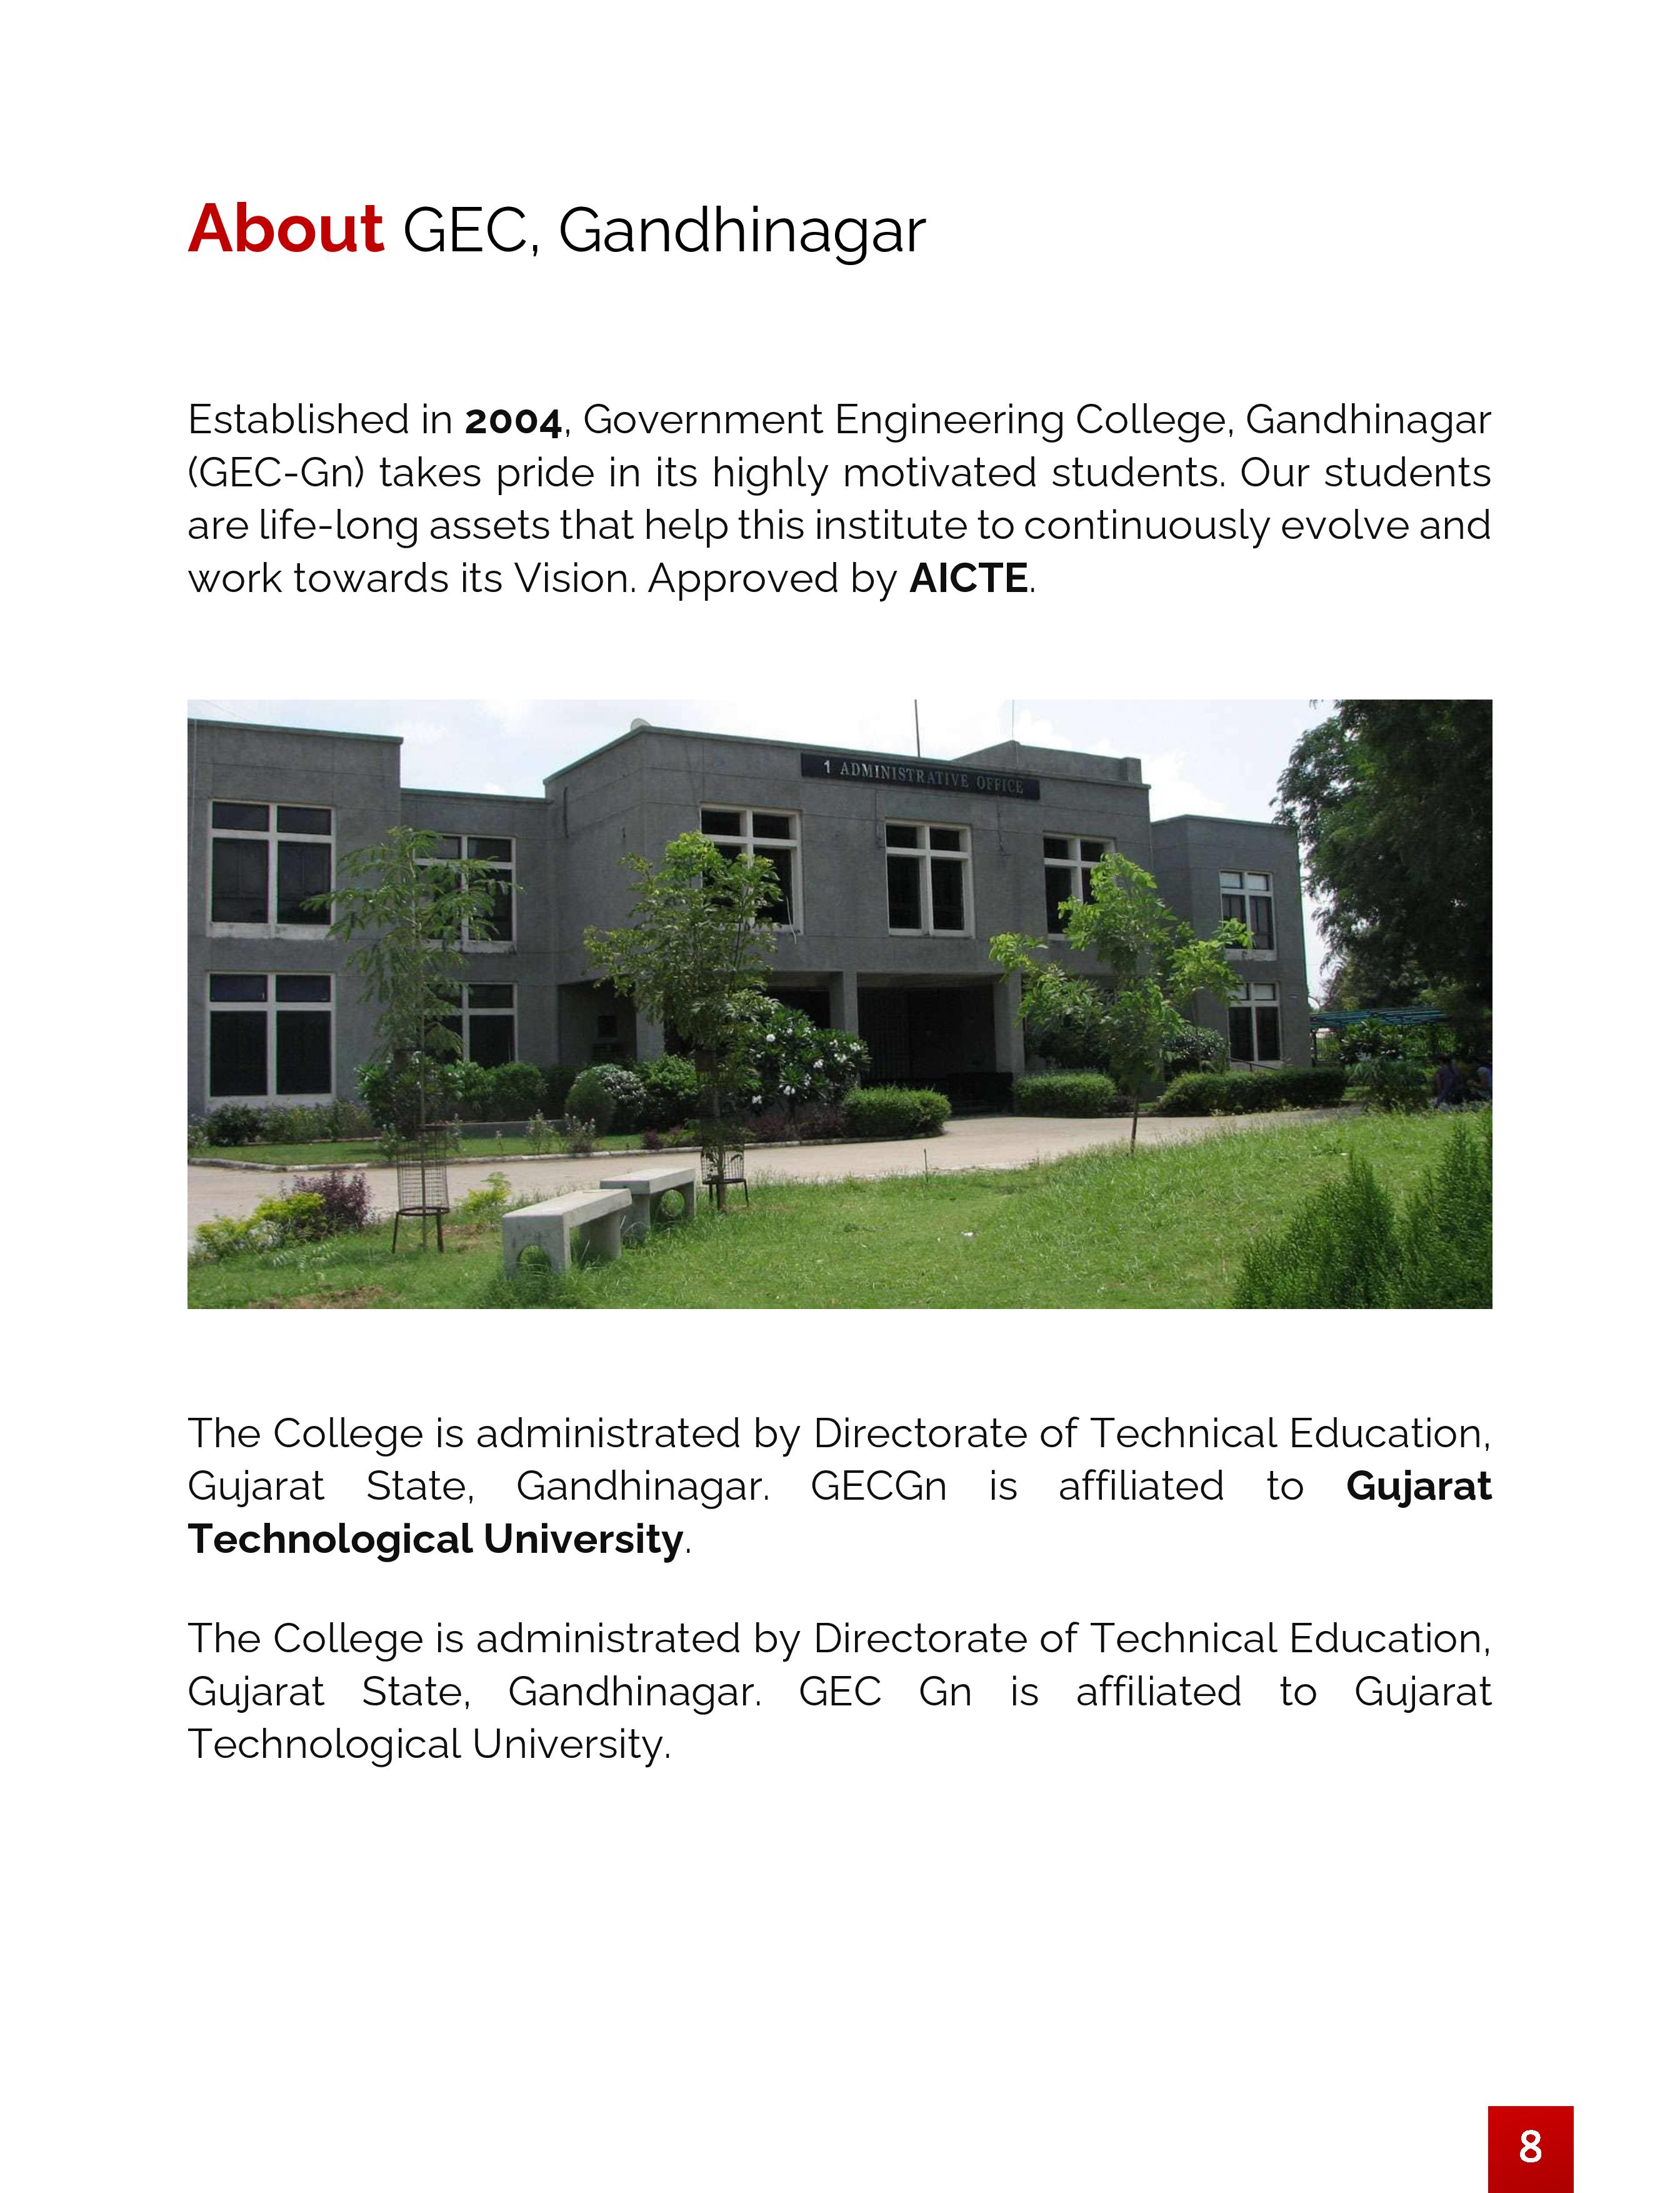 About GEC, Gandhinagar
Established in 2004, Government Engineering College, Gandhinagar
(GEC-Gn) takes pride in its highly motivated students. Our students
are life-long assets that help this institute to continuously evolve and
work towards its Vision. Approved by AICTE.
1 ADMINISTRATIVE OFFICE
The College is administrated by Directorate of Technical Education,
Gujarat State, Gandhinagar. GECGn is affiliated to Gujarat
Technological University.
The College is administrated by Directorate of Technical Education,
Gujarat State, Gandhinagar. GEC Gn is affiliated to Gujarat
Technological University.
8